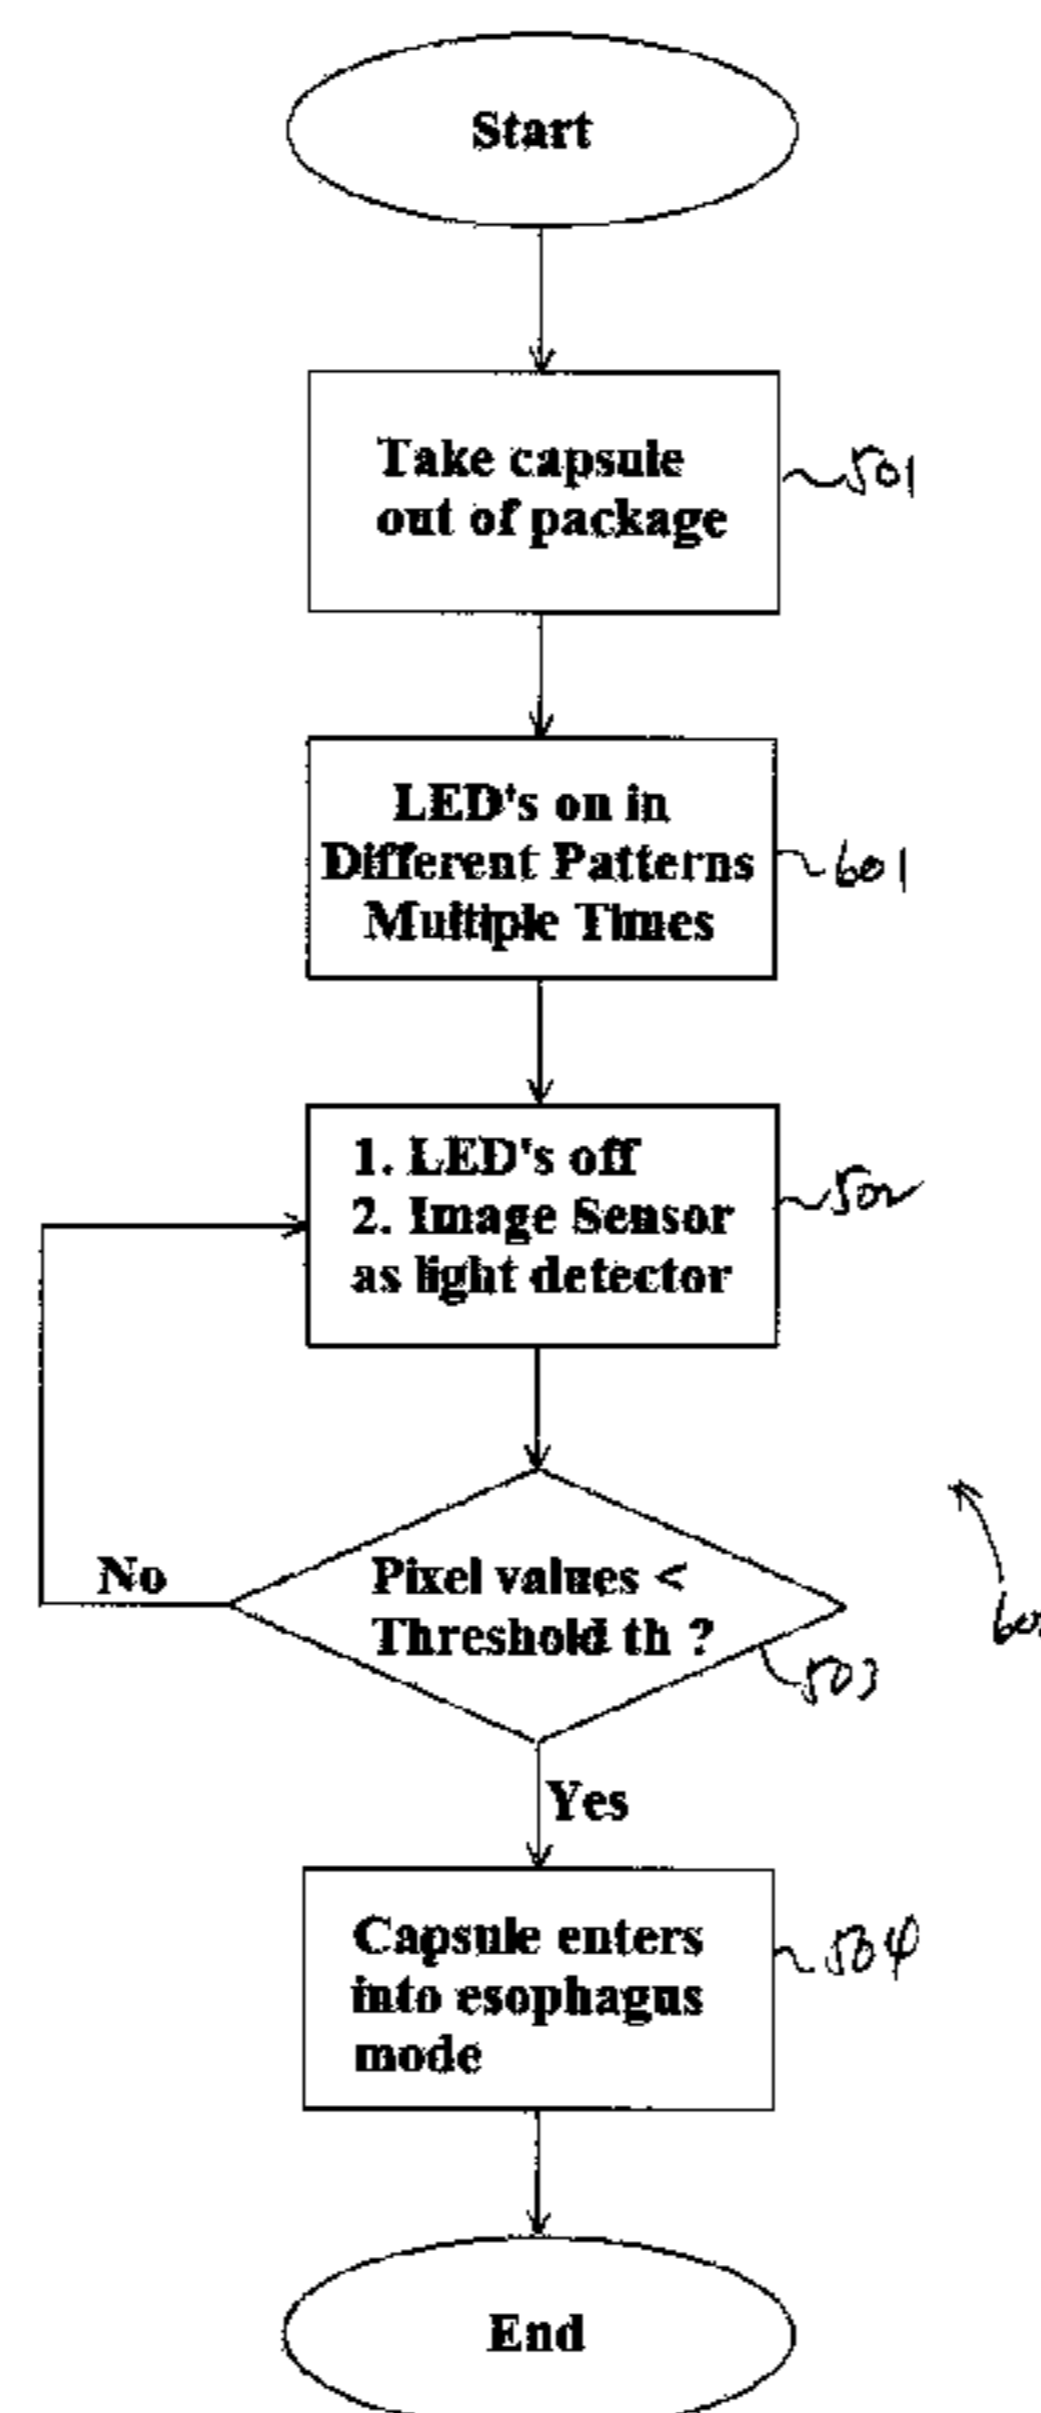 Start
Take capsule
out of package
501
LED's on in
Different Patterns
Multiple Times
601
1. LED's off
2. Image Sensor
as light detector
502
No
Pixel values <
Threshold th ?
503
Yes
Capsule enters
into esophagus
mode
504
End